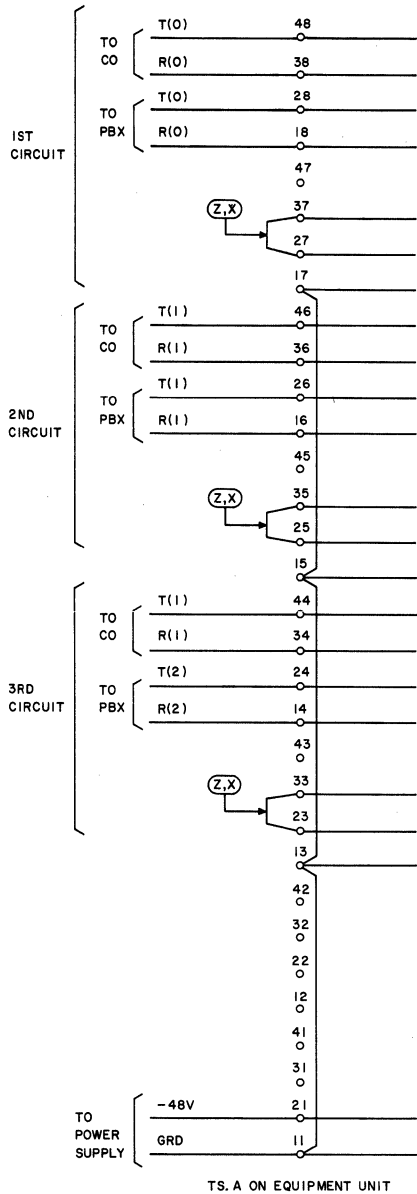 T(0) 48
TO
CO
R(0) 38
T(0) 28
TO
PBX
R(0) 18
1ST
CIRCUIT
47
37
Z,X
27
17
T(1) 46
TO
CO
R(1) 36
T(1) 26
TO
PBX
R(1) 16
2ND
CIRCUIT
45
35
Z,X
25
15
T(1) 44
TO
CO
R(1) 34
T(2) 24
TO
PBX
R(2) 14
3RD
CIRCUIT
43
33
Z,X
23
13
42
32
22
12
41
31
-48V 21
TO
POWER
SUPPLY
GRD 11
TS. A ON EQUIPMENT UNIT